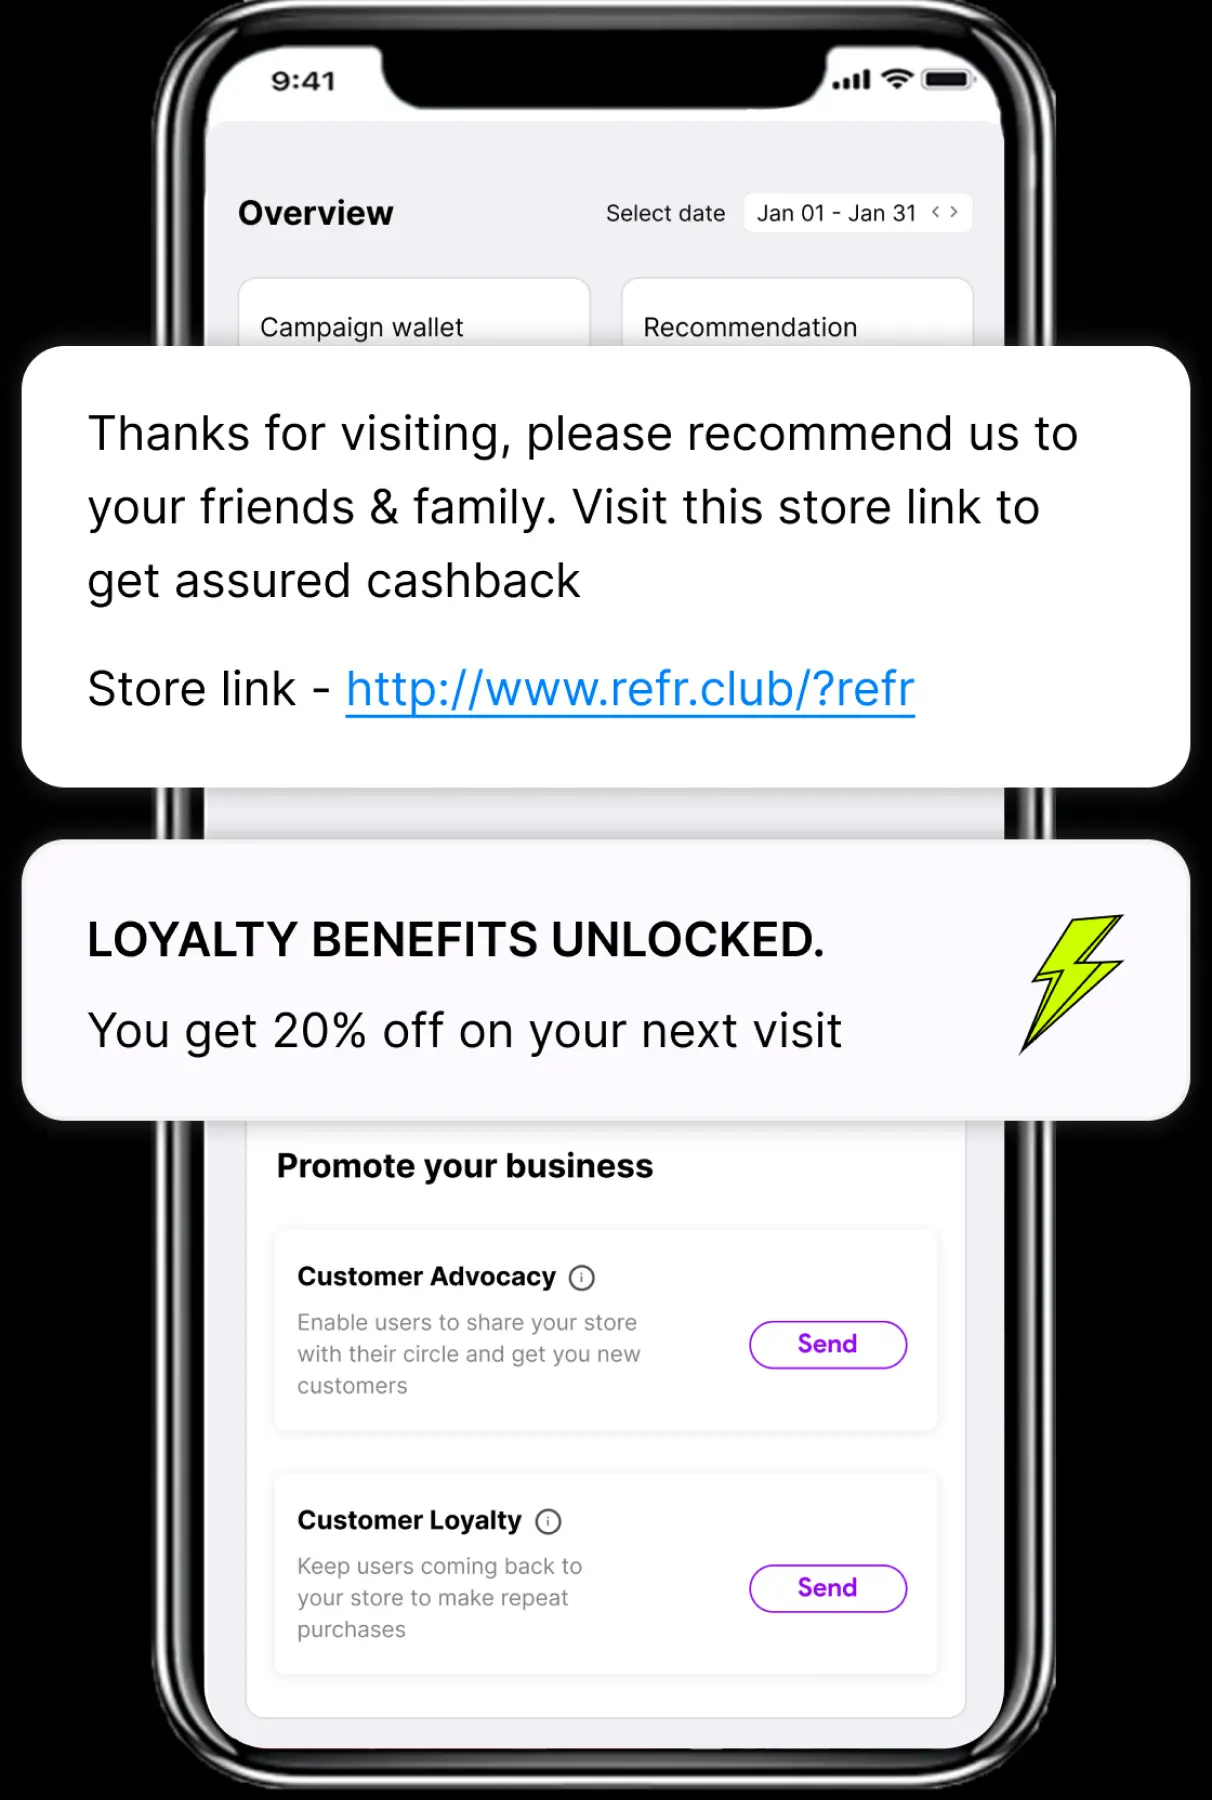 9:41
Overview
Select date
Jan 01 - Jan 31
Campaign wallet
Recommendation
Thanks for visiting, please recommend us to
your friends & family. Visit this store link to
get assured cashback
Store link - http://www.refr.club/?refr
LOYALTY BENEFITS UNLOCKED.
You get 20% off on your next visit
Promote your business
Customer Advocacy
Enable users to share your store
with their circle and get you new
customers
Send
Customer Loyalty
Keep users coming back to
your store to make repeat
purchases
Send